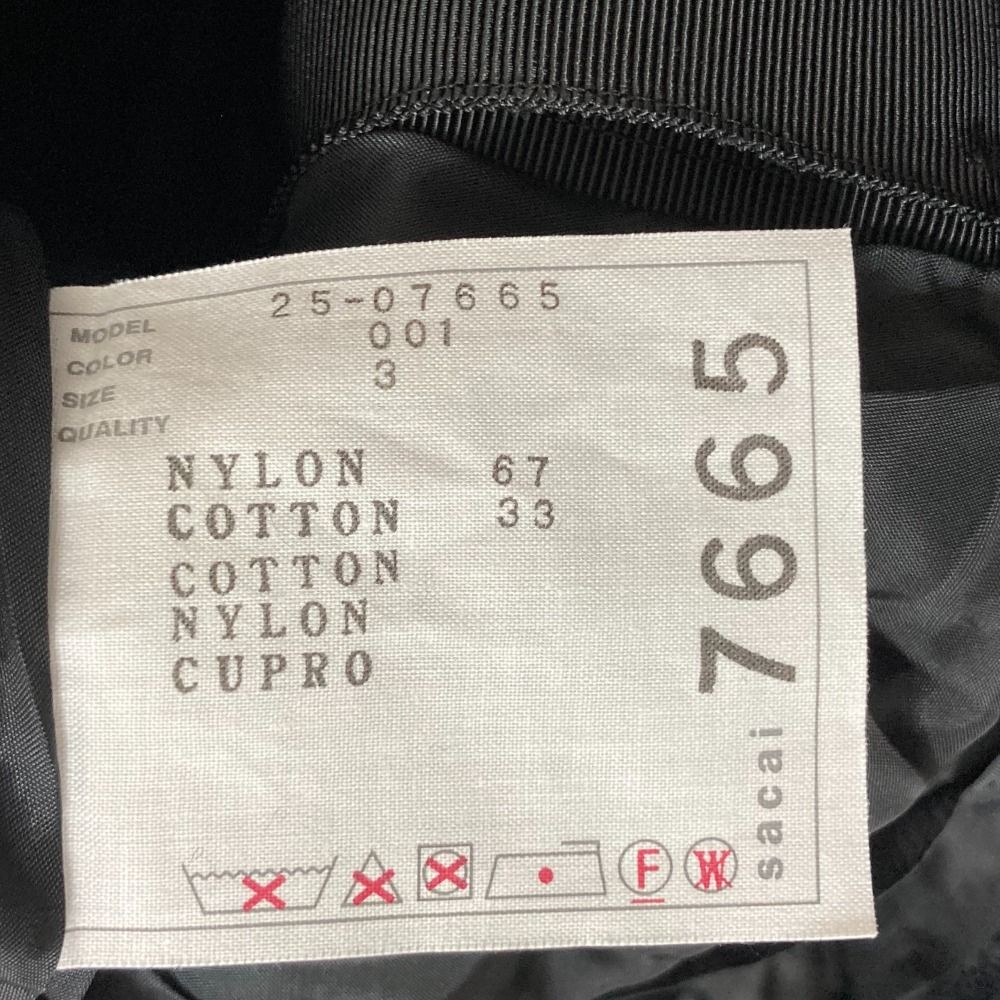 MODEL 25-07665
COLOR 001
SIZE 3
QUALITY
NYLON 67
COTTON 33
COTTON
NYLON
CUPRO
F
W
sacai 7665